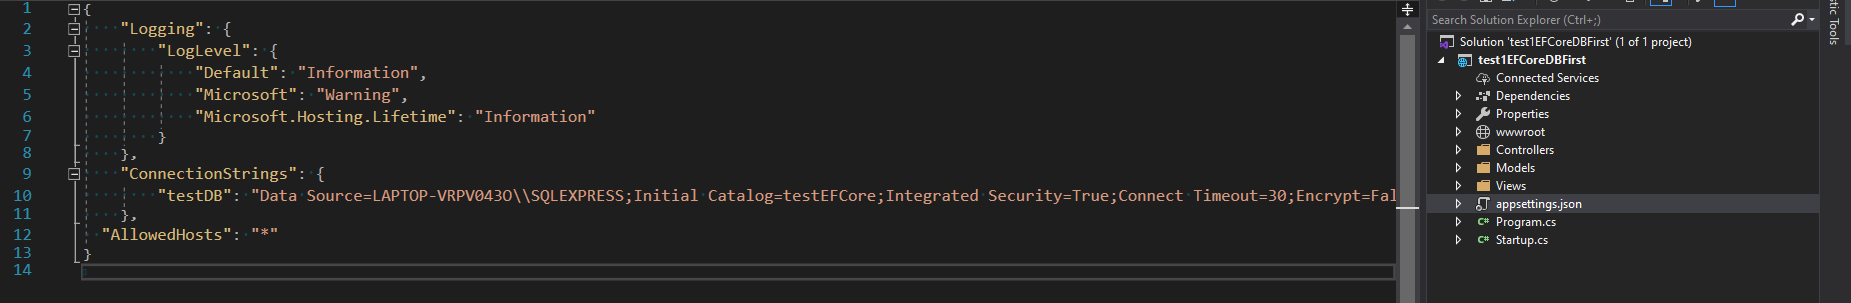 1 {
2 "Logging": {
3 "LogLevel": {
4 "Default": "Information",
5 "Microsoft": "Warning",
6 "Microsoft.Hosting.Lifetime": "Information"
7 }
8 },
9 "ConnectionStrings": {
10 "testDB": "Data Source=LAPTOP-VRPV043O\\SQLEXPRESS;Initial Catalog=testEFCore;Integrated Security=True;Connect Timeout=30;Encrypt=Fal
11 },
12 "AllowedHosts": "*"
13 }
14
Search Solution Explorer (Ctrl+;)
Solution 'test1EFCoreDBFirst' (1 of 1 project)
test1EFCoreDBFirst
Connected Services
Dependencies
Properties
wwwroot
Controllers
Models
Views
appsettings.json
C# Program.cs
C# Startup.cs
Tools